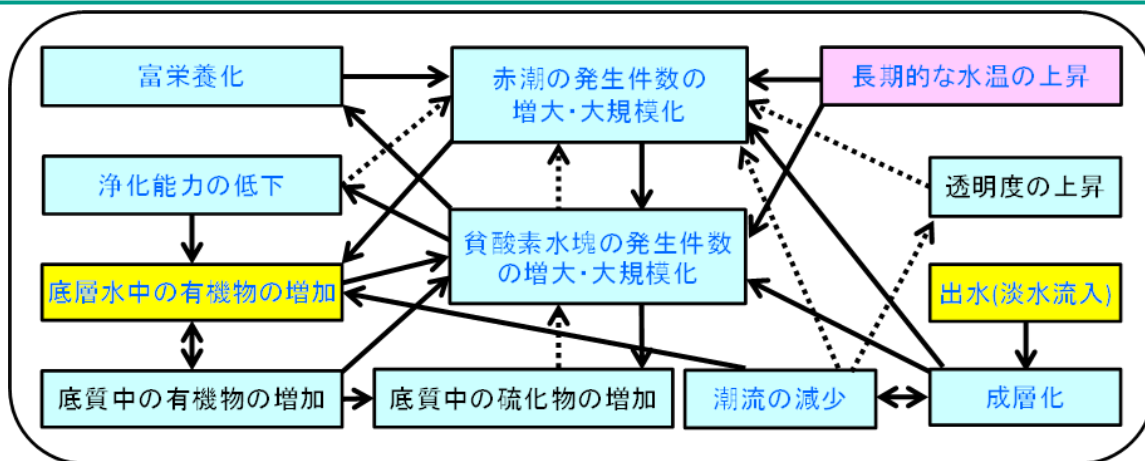 富栄養化
赤潮の発生件数の
増大・大規模化
長期的な水温の上昇
浄化能力の低下
透明度の上昇
貧酸素水塊の発生件数
の増大・大規模化
底層水中の有機物の増加
出水(淡水流入)
底質中の有機物の増加
底質中の硫化物の増加
潮流の減少
成層化